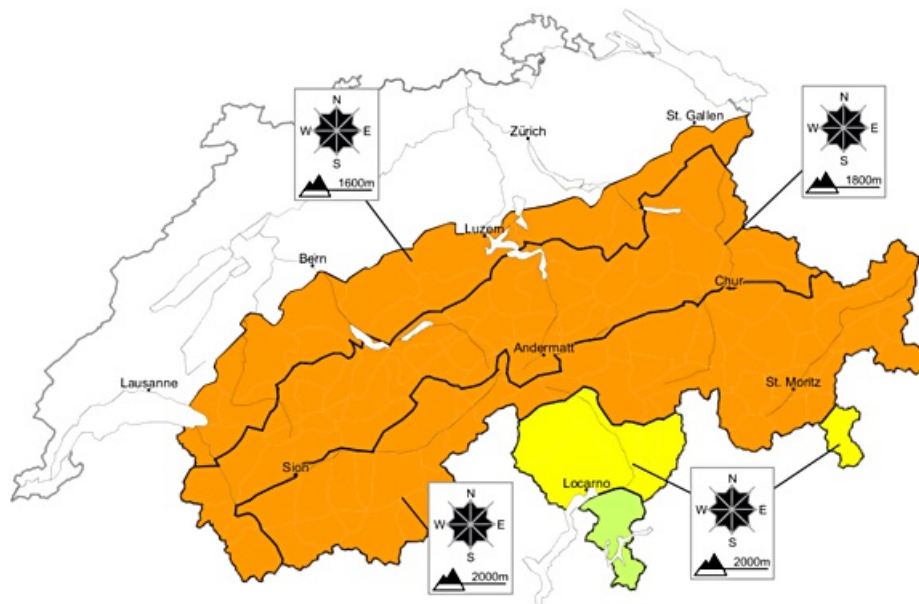 N
W E
S
1600m
Zürich
St. Gallen
N
W E
S
1800m
Luzern
Bern
Chur
Andermatt
Lausanne
St. Moritz
Sion
Locarno
N
W E
S
2000m
N
W E
S
2000m